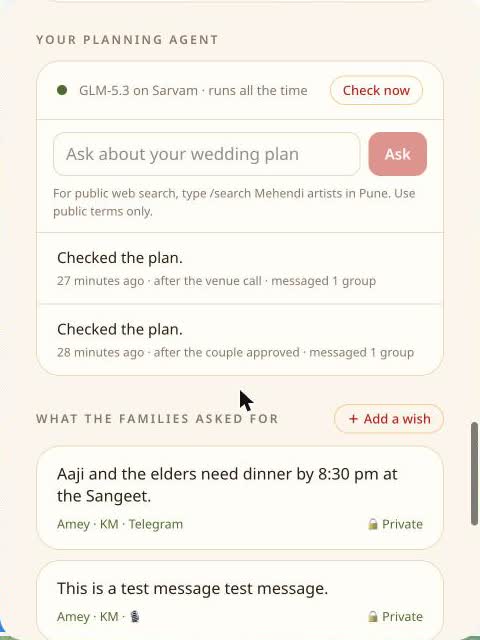 YOUR PLANNING AGENT
GLM-5.3 on Sarvam · runs all the time
Check now
Ask about your wedding plan
Ask
For public web search, type /search Mehendi artists in Pune. Use
public terms only.
Checked the plan.
27 minutes ago · after the venue call · messaged 1 group
Checked the plan.
28 minutes ago · after the couple approved · messaged 1 group
WHAT THE FAMILIES ASKED FOR
+ Add a wish
Aaji and the elders need dinner by 8:30 pm at
the Sangeet.
Amey · KM · Telegram
Private
This is a test message test message.
Amey · KM ·
Private